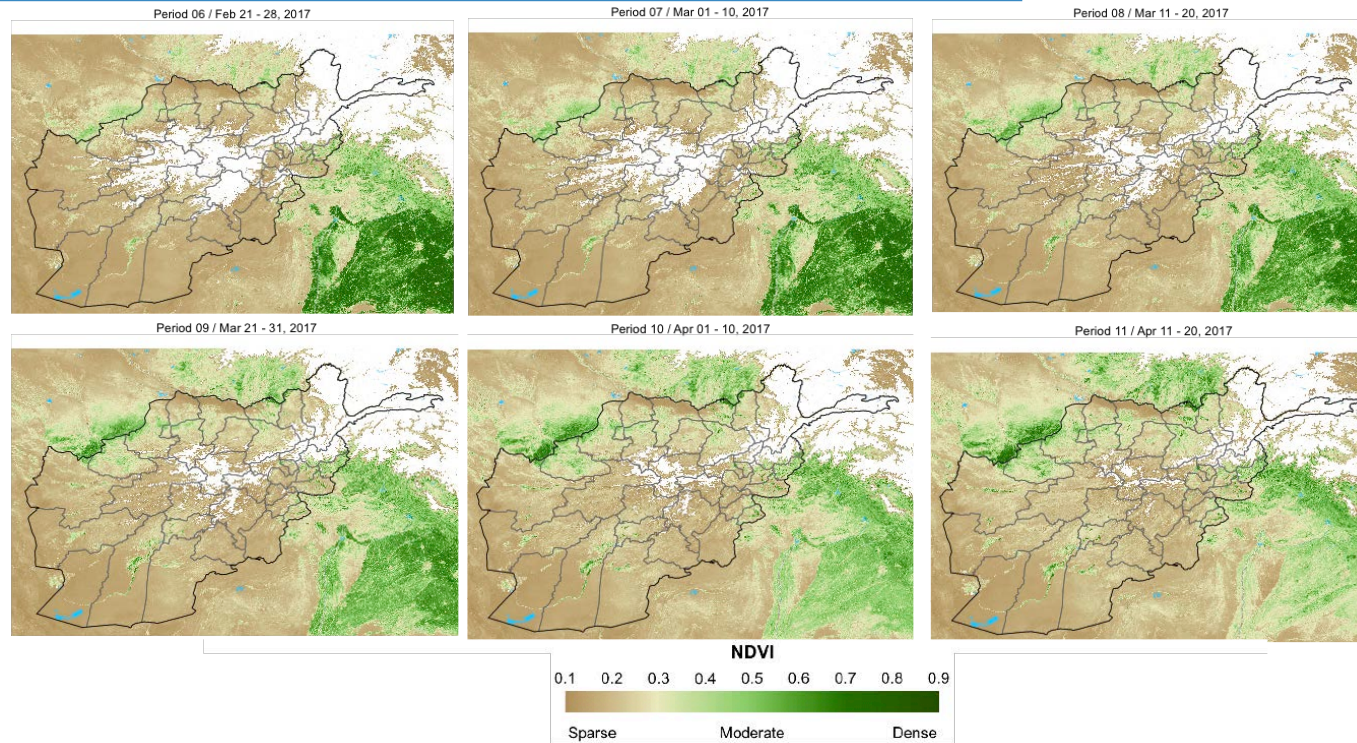 Period 06 / Feb 21 - 28, 2017
Period 07 / Mar 01 - 10, 2017
Period 08 / Mar 11 - 20, 2017
Period 09 / Mar 21 - 31, 2017
Period 10 / Apr 01 - 10, 2017
Period 11 / Apr 11 - 20, 2017
NDVI
0.1 0.2 0.3 0.4 0.5 0.6 0.7 0.8 0.9
Sparse Moderate Dense